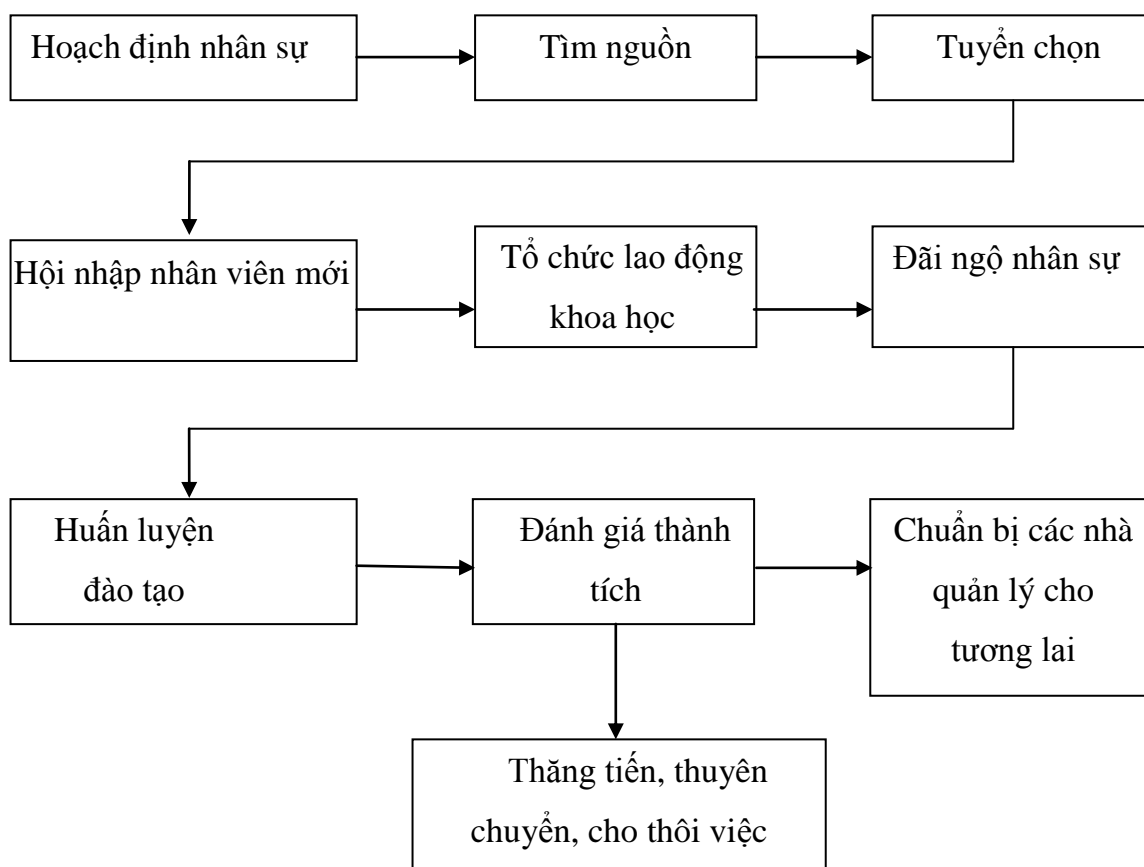 Hoạch định nhân sự
Tìm nguồn
Tuyển chọn
Hội nhập nhân viên mới
Tổ chức lao động
khoa học
Đãi ngộ nhân sự
Huấn luyện
đào tạo
Đánh giá thành
tích
Chuẩn bị các nhà
quản lý cho
tương lai
Thăng tiến, thuyên
chuyển, cho thôi việc